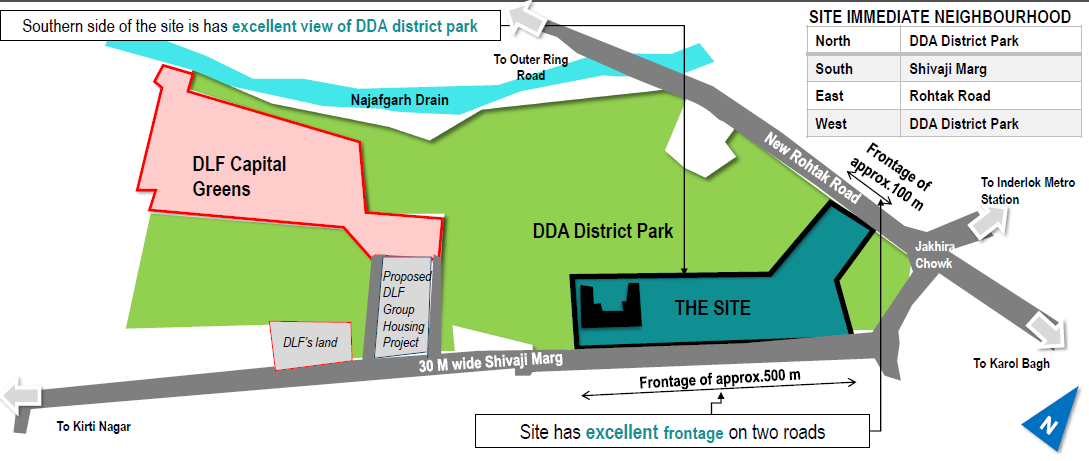 Southern side of the site is has excellent view of DDA district park
SITE IMMEDIATE NEIGHBOURHOOD
North DDA District Park
South Shivaji Marg
East Rohtak Road
West DDA District Park
To Outer Ring
Road
Najafgarh Drain
New Rohtak Road
Frontage of
approx.100 m
To Inderlok Metro
Station
DLF Capital
Greens
DDA District Park
Jakhira
Chowk
Proposed
DLF
Group
Housing
Project
THE SITE
DLF's land
30 M wide Shivaji Marg
To Karol Bagh
Frontage of approx.500 m
To Kirti Nagar
Site has excellent frontage on two roads
N